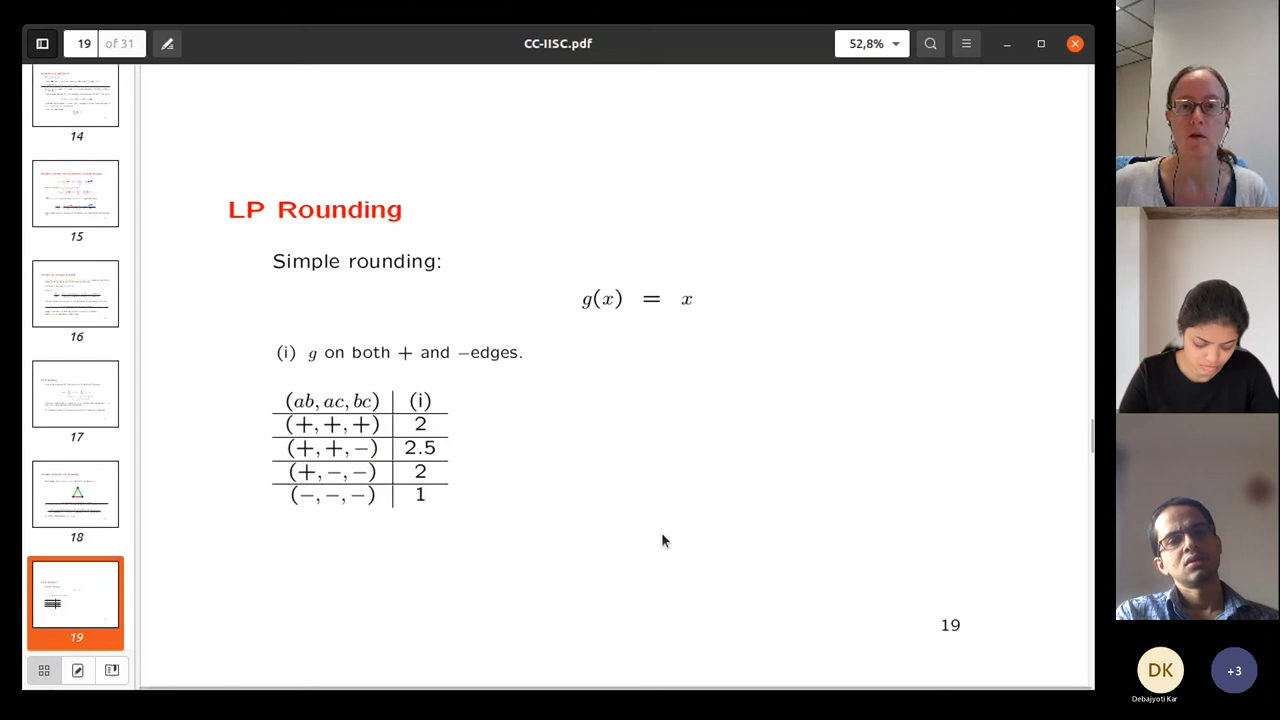 19 of 31
CC-IISC.pdf
52,8%
14
15
16
17
18
19
LP Rounding
Simple rounding:
g(x) = x
(i) g on both + and −edges.
(ab, ac, bc) (i)
(+, +, +) 2
(+, +, −) 2.5
(+, −, −) 2
(−, −, −) 1
19
DK
+3
Debajyoti Kar